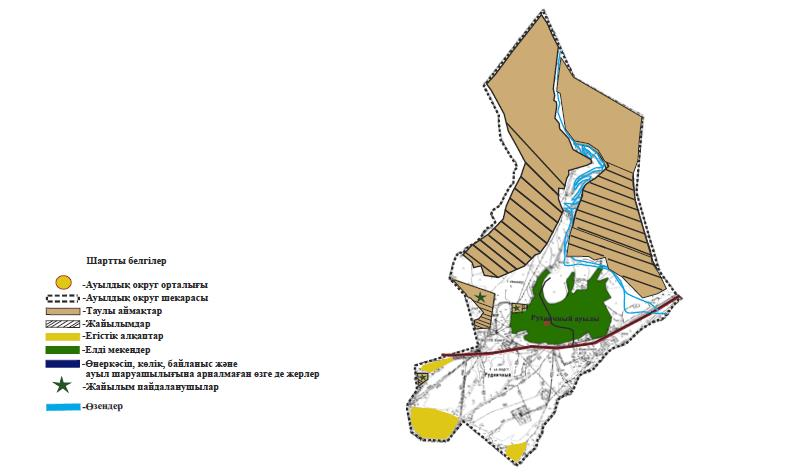 Шартты белгілер
-Ауылдық округ орталығы
-Ауылдық округ шекарасы
-Таулы аймақтар
-Жайылымдар
-Егістік алқаптар
-Елді мекендер
-Өнеркәсіп, көлік, байланыс және
ауыл шаруашылығына арналмаған өзге де жерлер
-Жайылым пайдаланушылар
-Өзендер
Рудничный ауылы
Рудничный